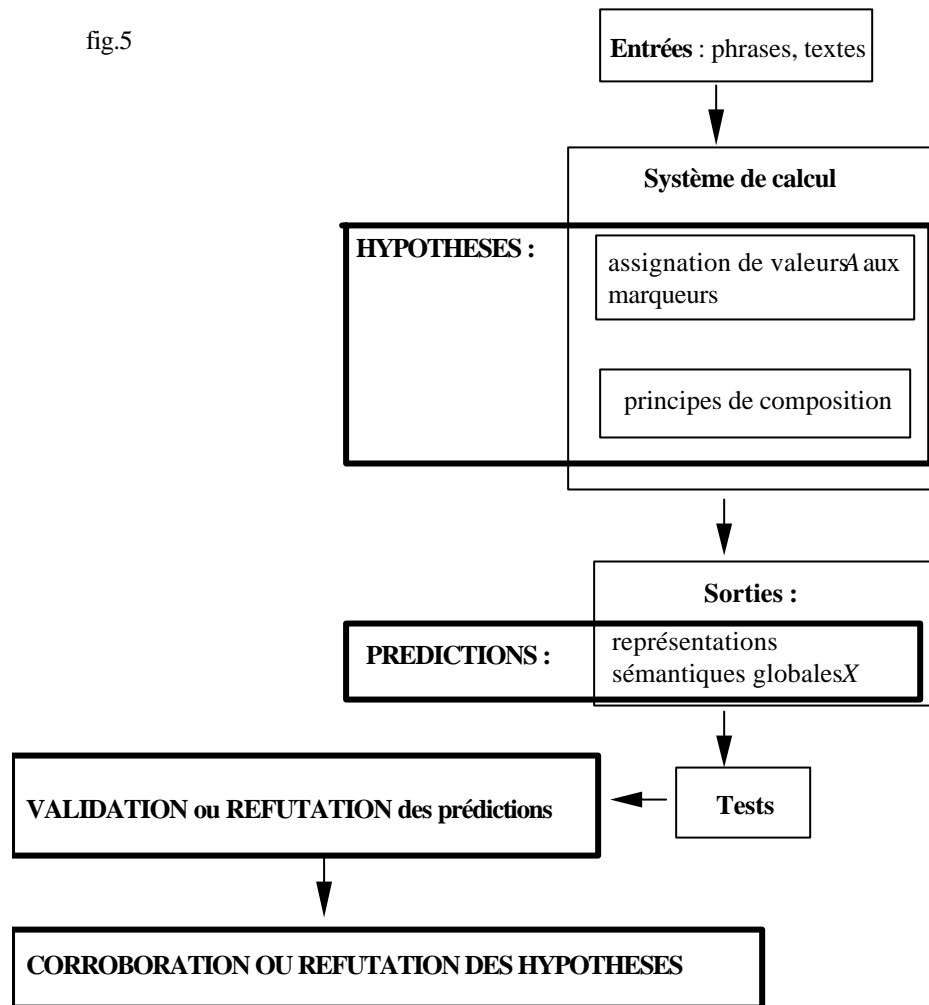 fig.5
Entrées : phrases, textes
Système de calcul
HYPOTHESES :
assignation de valeurs A aux
marqueurs
principes de composition
Sorties :
PREDICTIONS :
représentations
sémantiques globales X
Tests
VALIDATION ou REFUTATION des prédictions
CORROBORATION OU REFUTATION DES HYPOTHESES